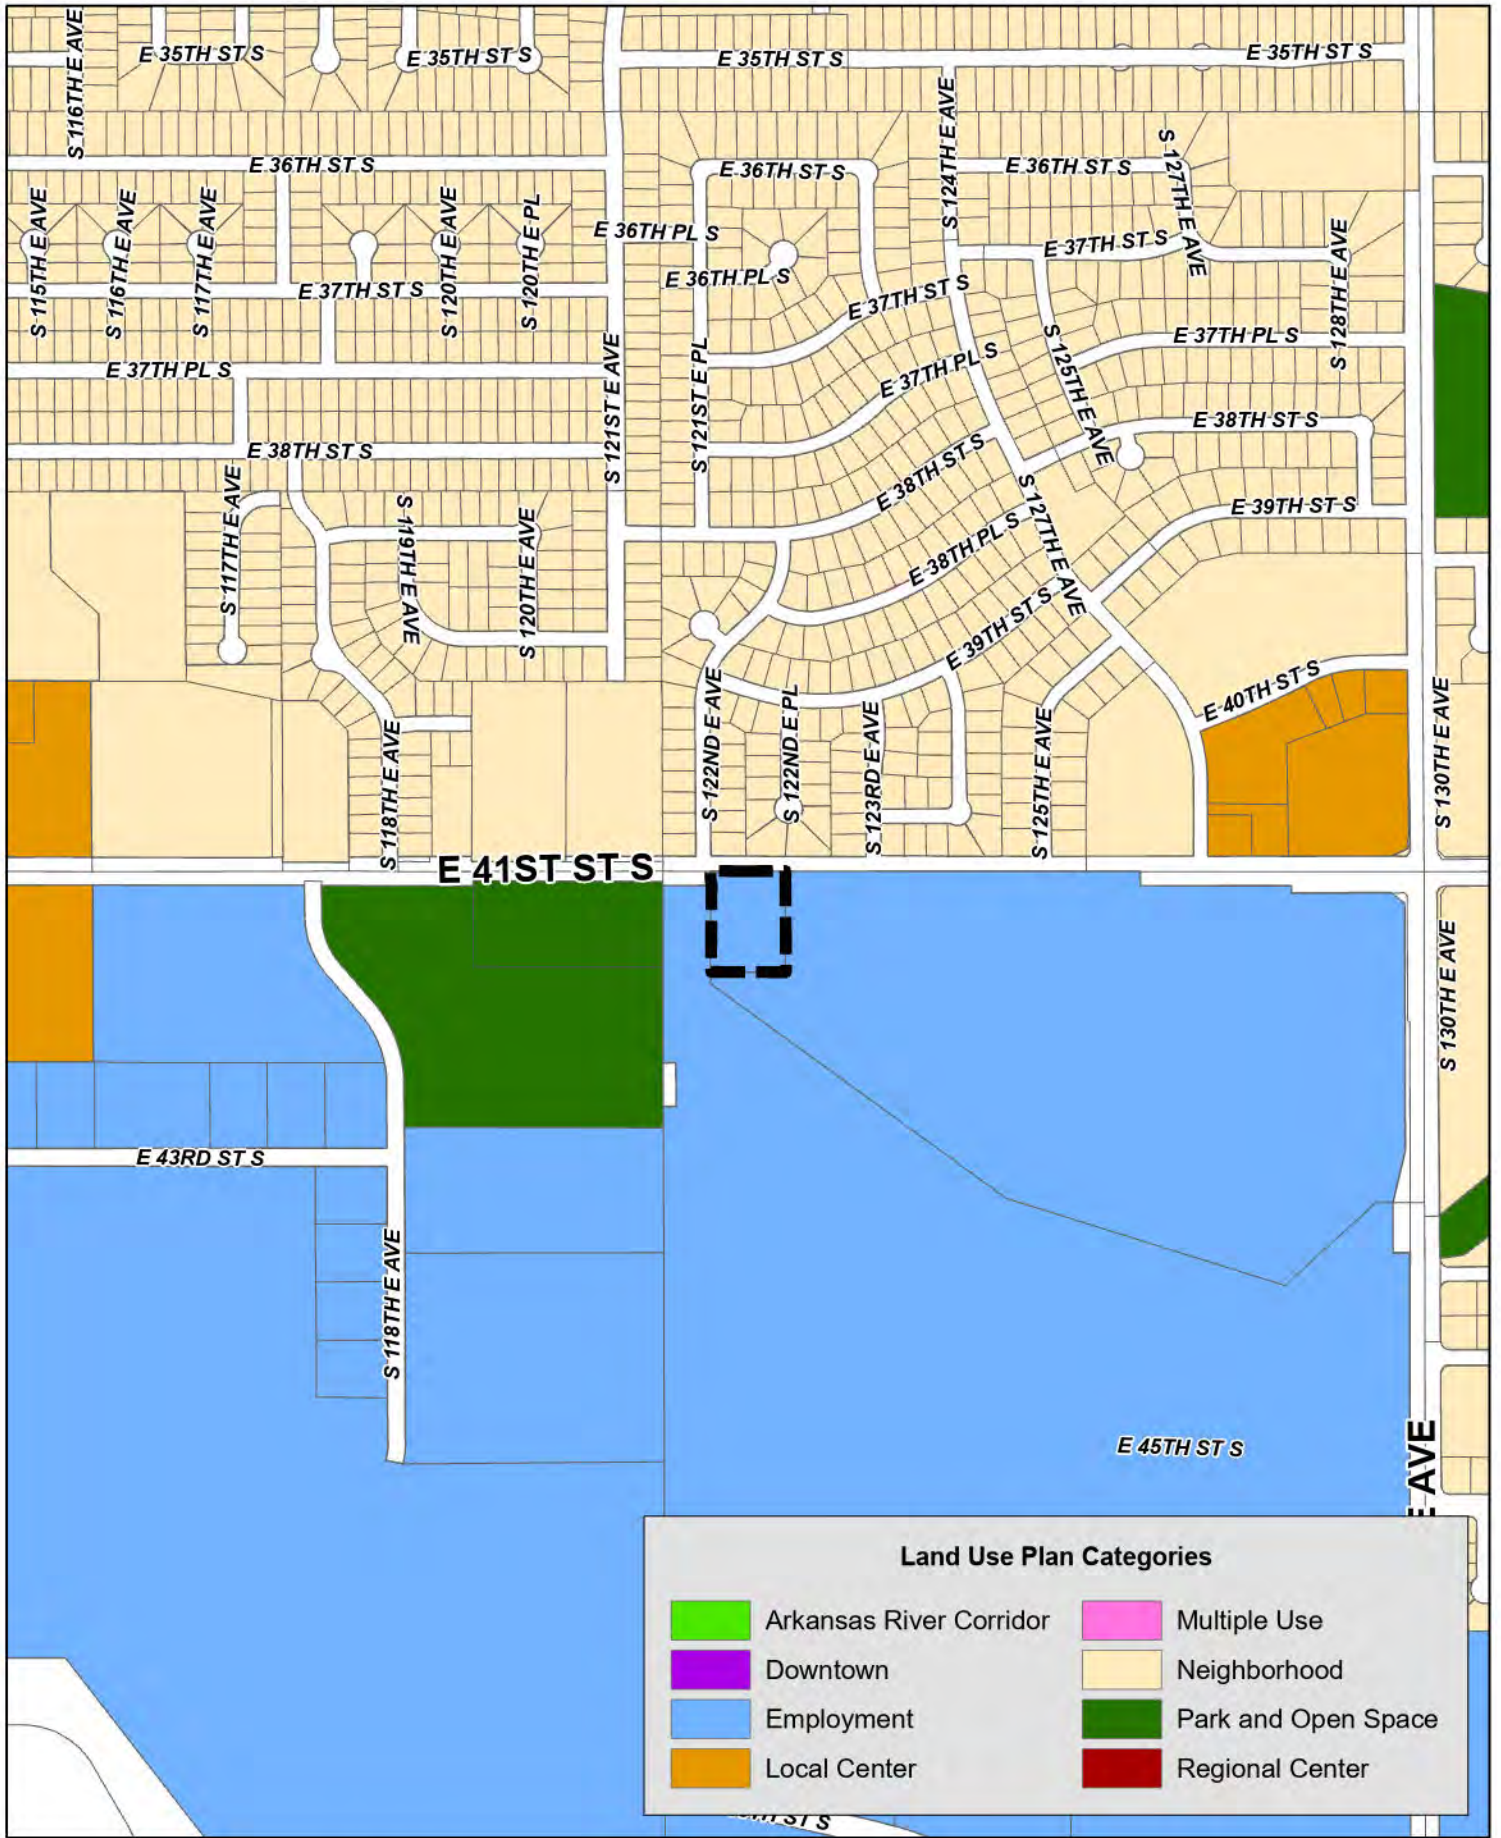 S 116TH E AVE
E 35TH ST S
E 35TH ST S
E 35TH ST S
E 35TH ST S
E 36TH ST S
E 36TH ST S
S 124TH E AVE
E 36TH ST S
S 127TH E AVE
S 115TH E AVE
S 116TH E AVE
S 117TH E AVE
S 120TH E AVE
S 120TH E PL
E 36TH PL S
E 36TH PL S
E 37TH ST S
E 37TH ST S
S 128TH E AVE
E 37TH ST S
E 37TH PL S
S 121ST E AVE
S 121ST E PL
E 37TH PL S
S 125TH E AVE
E 37TH PL S
E 38TH ST S
E 38TH ST S
E 38TH ST S
S 117TH E AVE
S 119TH E AVE
S 120TH E AVE
E 38TH PL S
S 127TH E AVE
E 39TH ST S
E 39TH ST S
S 118TH E AVE
S 122ND E AVE
S 122ND E PL
S 123RD E AVE
S 125TH E AVE
E 40TH ST S
S 130TH E AVE
E 41ST ST S
S 130TH E AVE
E 43RD ST S
S 118TH E AVE
E 45TH ST S
E AVE
Land Use Plan Categories
Arkansas River Corridor
Downtown
Employment
Local Center
Multiple Use
Neighborhood
Park and Open Space
Regional Center
ST S